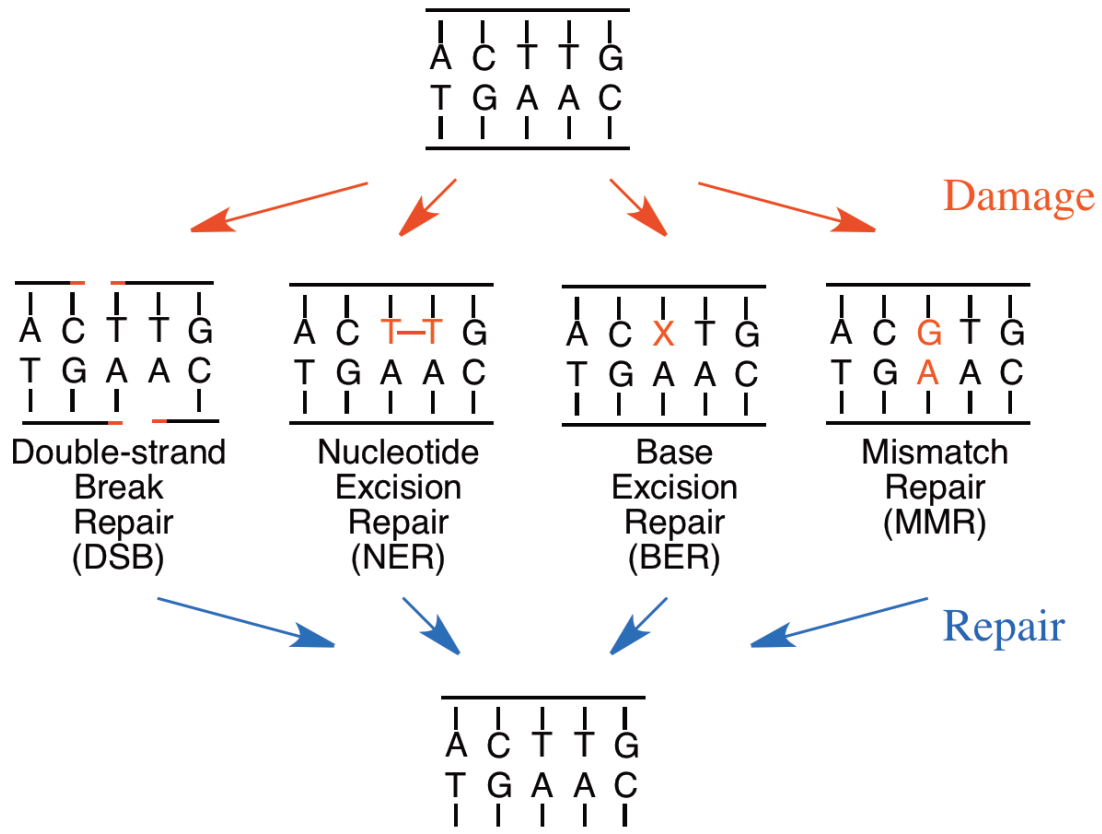 A C T T G
T G A A C
Damage
A C T T G
T G A A C
Double-strand
Break
Repair
(DSB)
A C T–T G
T G A A C
Nucleotide
Excision
Repair
(NER)
A C X T G
T G A A C
Base
Excision
Repair
(BER)
A C G T G
T G A A C
Mismatch
Repair
(MMR)
Repair
A C T T G
T G A A C